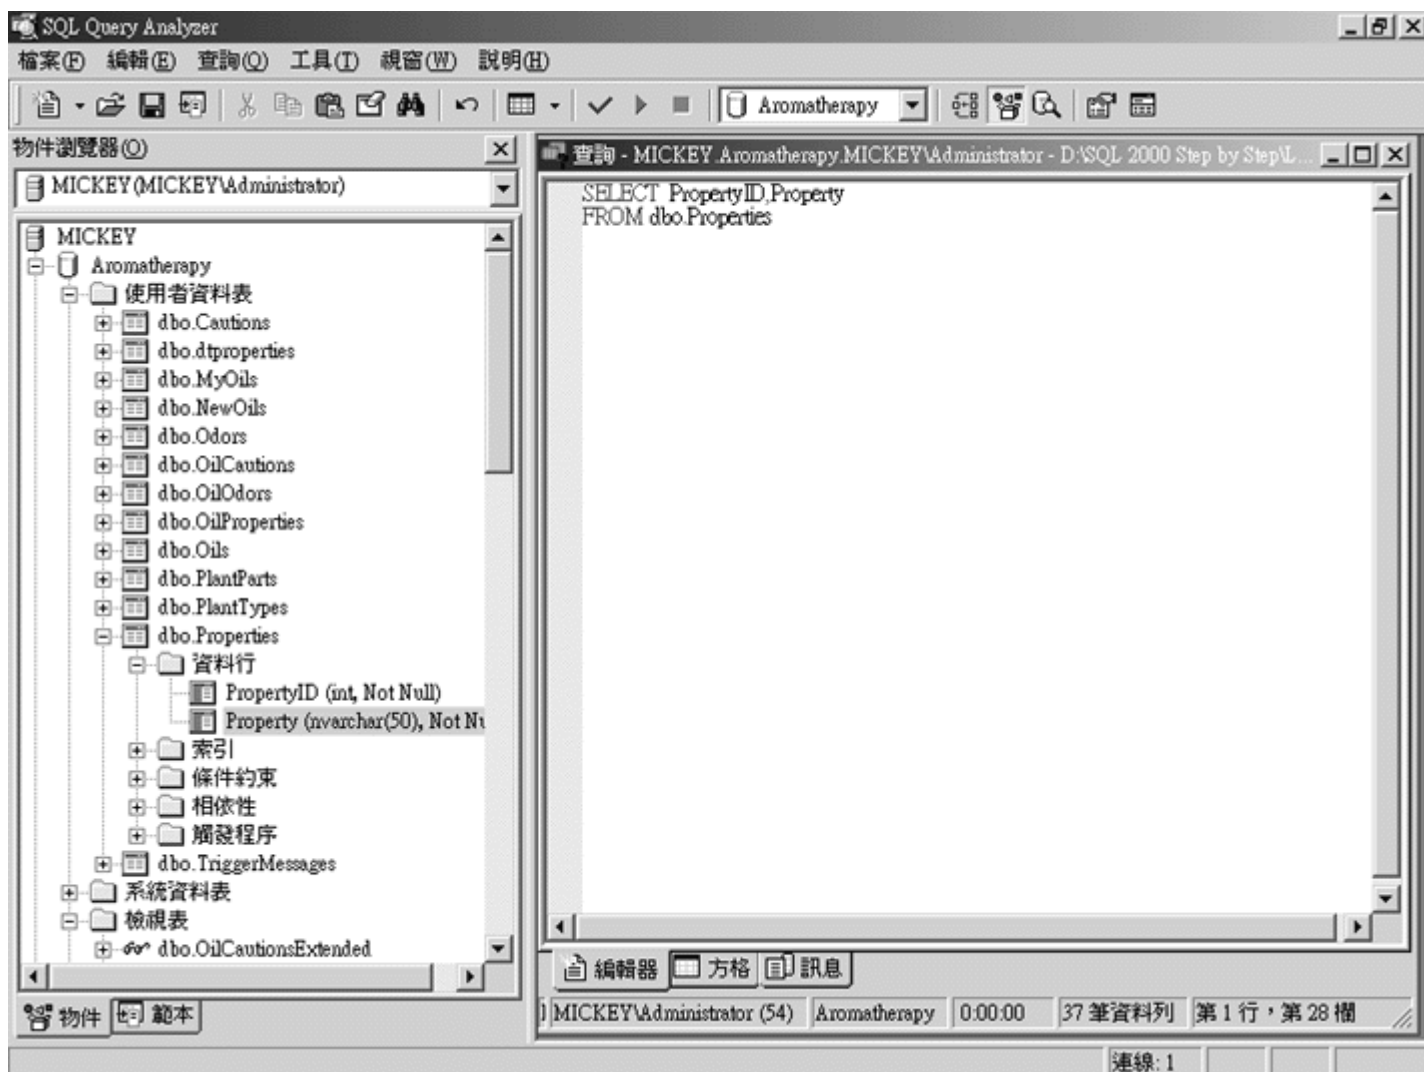 SQL Query Analyzer
檔案(F) 編輯(E) 查詢(Q) 工具(T) 視窗(W) 說明(H)
Aromatherapy
物件瀏覽器(O)
MICKEY(MICKEY\Administrator)
MICKEY
Aromatherapy
使用者資料表
dbo.Cautions
dbo.dtproperties
dbo.MyOils
dbo.NewOils
dbo.Odors
dbo.OilCautions
dbo.OilOdors
dbo.OilProperties
dbo.Oils
dbo.PlantParts
dbo.PlantTypes
dbo.Properties
資料行
PropertyID (int, Not Null)
Property (nvarchar(50), Not Nu
索引
條件約束
相依性
觸發程序
dbo.TriggerMessages
系統資料表
檢視表
dbo.OilCautionsExtended
物件 範本
查詢 - MICKEY.Aromatherapy.MICKEY\Administrator - D:\SQL 2000 Step by Step\L...
SELECT PropertyID,Property
FROM dbo.Properties
編輯器 方格 訊息
MICKEY\Administrator (54) Aromatherapy 0:00:00 37 筆資料列 第 1 行，第 28 欄
連線: 1